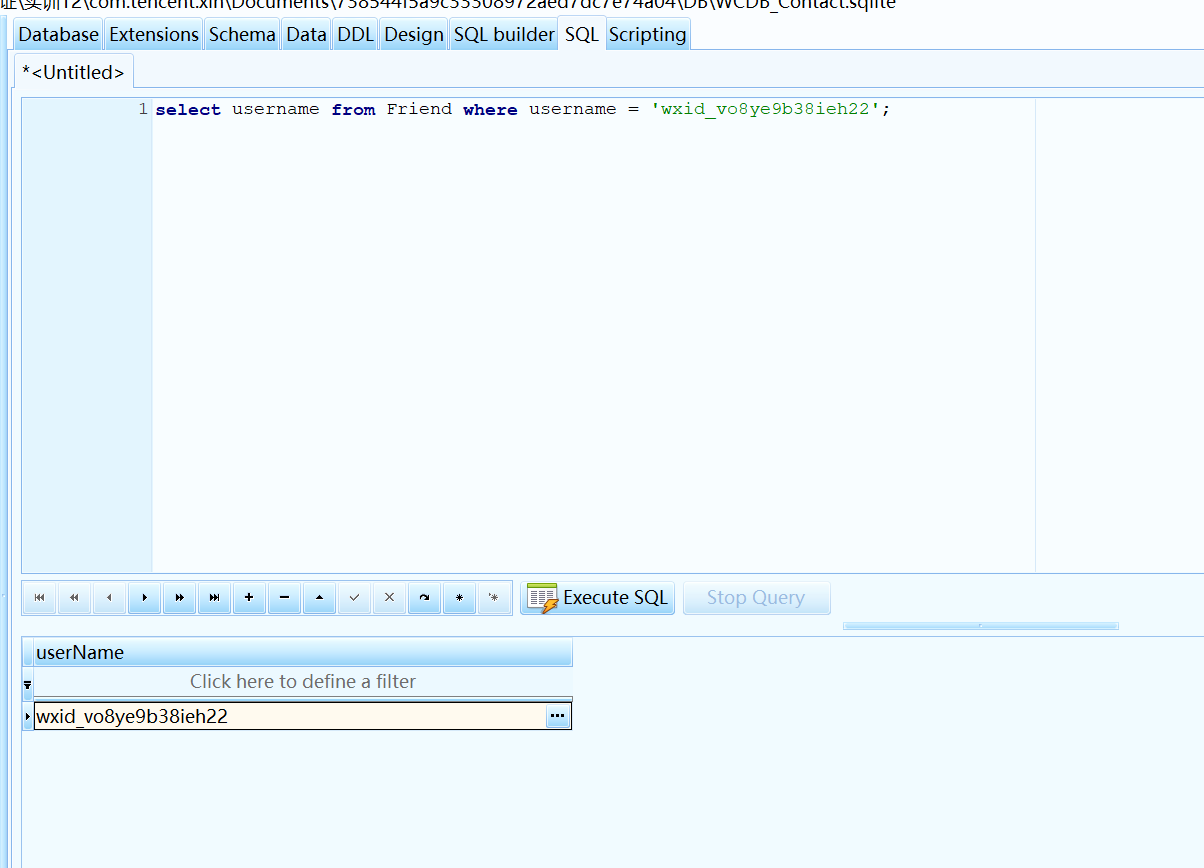 证\实训12\com.tencent.xin\Documents\738544f5a9c33308972aed7dc7e74a04\DB\WCDB_Contact.sqlite
Database Extensions Schema Data DDL Design SQL builder SQL Scripting
*<Untitled>
1 select username from Friend where username = 'wxid_vo8ye9b38ieh22';
Execute SQL Stop Query
userName
Click here to define a filter
wxid_vo8ye9b38ieh22